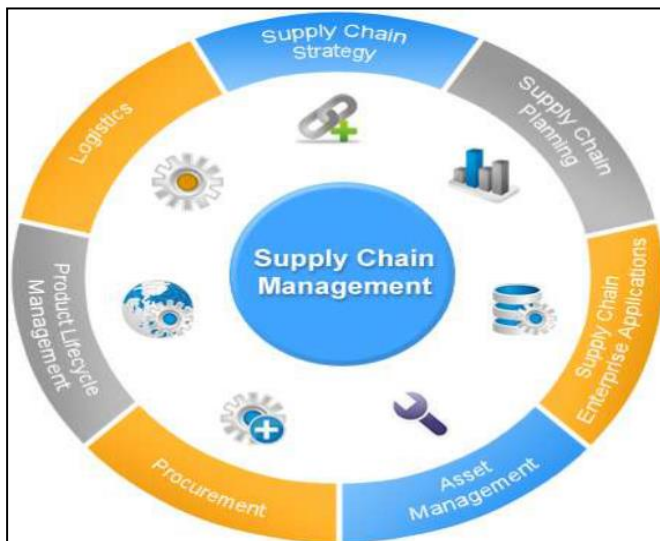 Supply Chain
Strategy
Supply Chain
Planning
Supply Chain
Enterprise Applications
Asset
Management
Procurement
Product Lifecycle
Management
Logistics
Supply Chain
Management